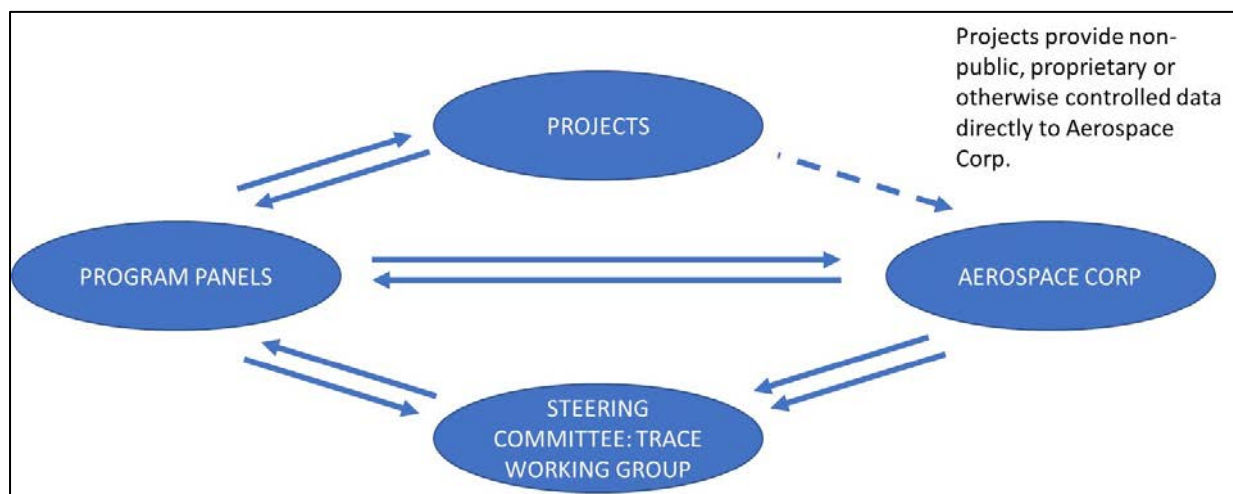 Projects provide non-
public, proprietary or
otherwise controlled data
directly to Aerospace
Corp.
PROJECTS
PROGRAM PANELS
AEROSPACE CORP
STEERING
COMMITTEE: TRACE
WORKING GROUP